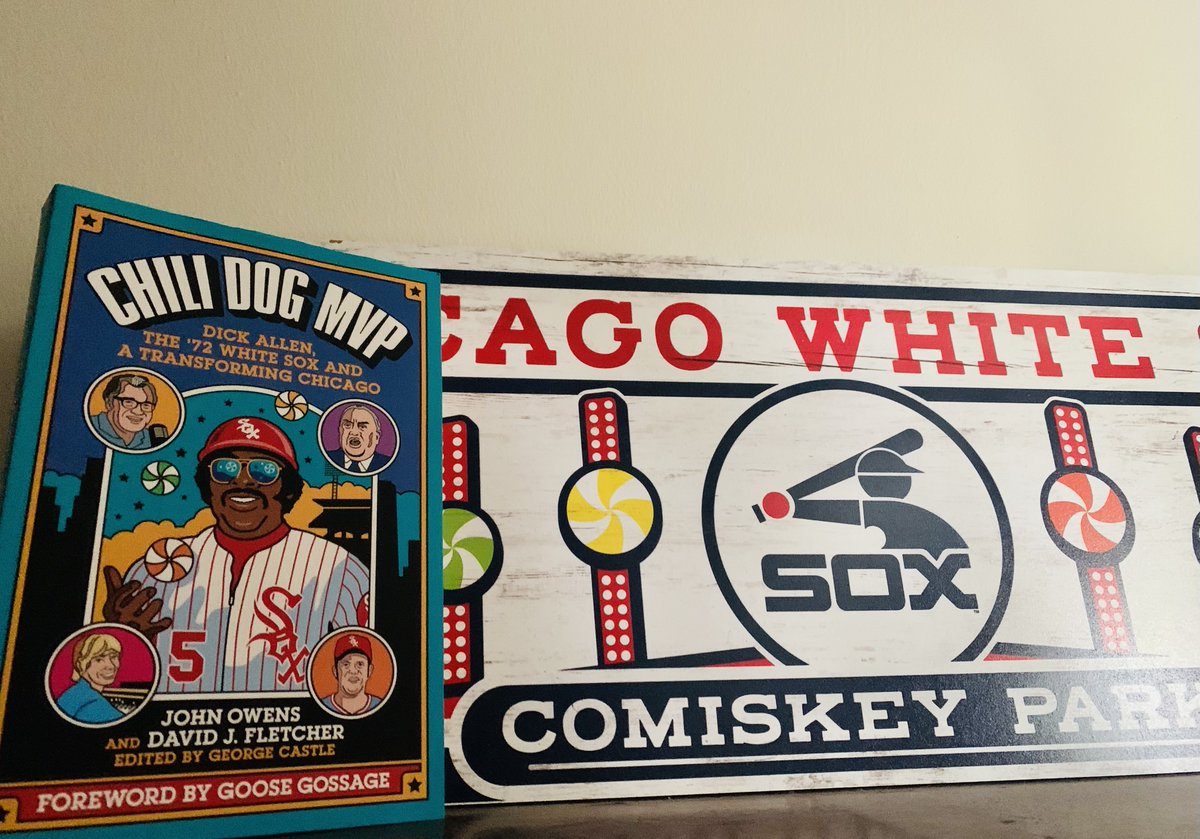 CHILI DOG MVP
DICK ALLEN,
THE '72 WHITE SOX AND
A TRANSFORMING CHICAGO
SOX
5
SOX
JOHN OWENS
AND DAVID J. FLETCHER
EDITED BY GEORGE CASTLE
FOREWORD BY GOOSE GOSSAGE
CAGO WHITE
SOX
COMISKEY PARK